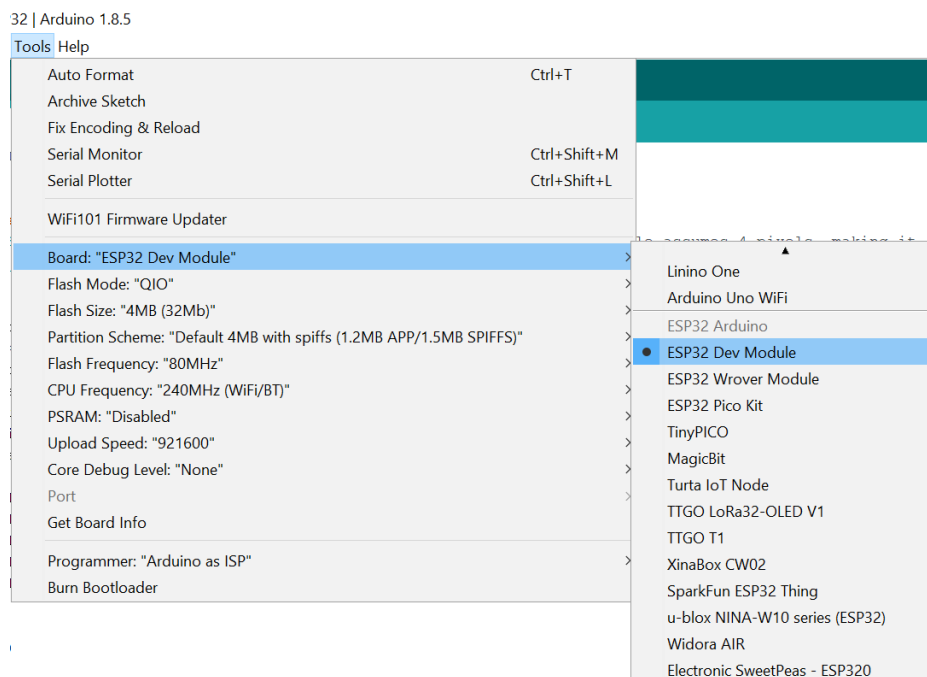 32 | Arduino 1.8.5
Tools Help
Auto Format Ctrl+T
Archive Sketch
Fix Encoding & Reload
Serial Monitor Ctrl+Shift+M
Serial Plotter Ctrl+Shift+L
WiFi101 Firmware Updater
Board: "ESP32 Dev Module"
Flash Mode: "QIO"
Flash Size: "4MB (32Mb)"
Partition Scheme: "Default 4MB with spiffs (1.2MB APP/1.5MB SPIFFS)"
Flash Frequency: "80MHz"
CPU Frequency: "240MHz (WiFi/BT)"
PSRAM: "Disabled"
Upload Speed: "921600"
Core Debug Level: "None"
Port
Get Board Info
Programmer: "Arduino as ISP"
Burn Bootloader
assumes 4 pixels, making it
Linino One
Arduino Uno WiFi
ESP32 Arduino
ESP32 Dev Module
ESP32 Wrover Module
ESP32 Pico Kit
TinyPICO
MagicBit
Turta IoT Node
TTGO LoRa32-OLED V1
TTGO T1
XinaBox CW02
SparkFun ESP32 Thing
u-blox NINA-W10 series (ESP32)
Widora AIR
Electronic SweetPeas - ESP320